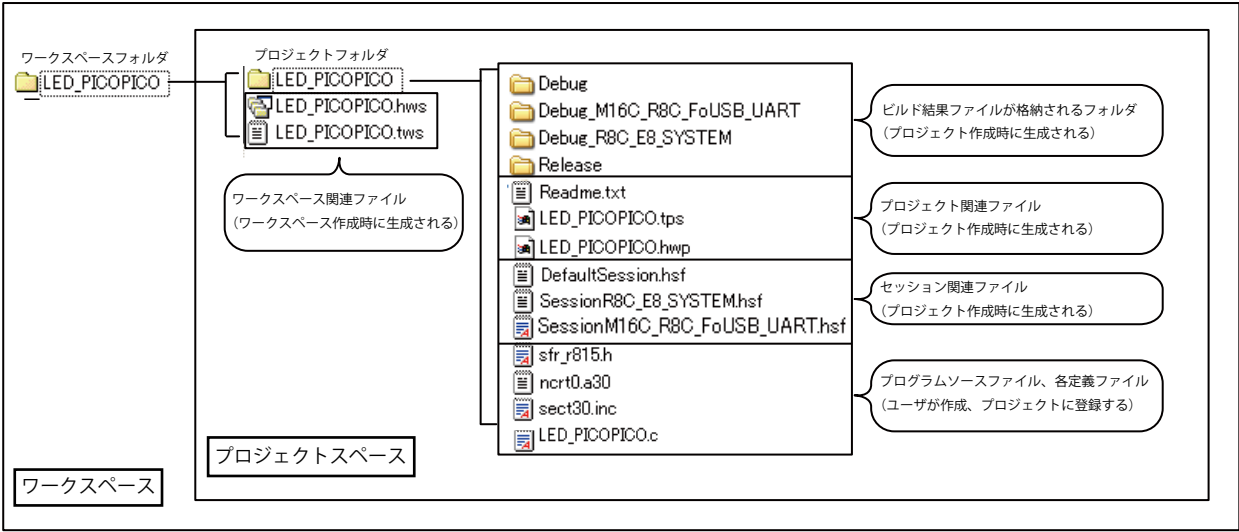 ワークスペースフォルダ
LED_PICOPICO
プロジェクトフォルダ
LED_PICOPICO
LED_PICOPICO.hws
LED_PICOPICO.tws
ワークスペース関連ファイル
(ワークスペース作成時に生成される)
Debug
Debug_M16C_R8C_FoUSB_UART
Debug_R8C_E8_SYSTEM
Release
ビルド結果ファイルが格納されるフォルダ
(プロジェクト作成時に生成される)
Readme.txt
LED_PICOPICO.tps
LED_PICOPICO.hwp
プロジェクト関連ファイル
(プロジェクト作成時に生成される)
DefaultSession.hsf
SessionR8C_E8_SYSTEM.hsf
SessionM16C_R8C_FoUSB_UART.hsf
セッション関連ファイル
(プロジェクト作成時に生成される)
sfr_r815.h
ncrt0.a30
sect30.inc
LED_PICOPICO.c
プログラムソースファイル、各定義ファイル
(ユーザが作成、プロジェクトに登録する)
プロジェクトスペース
ワークスペース